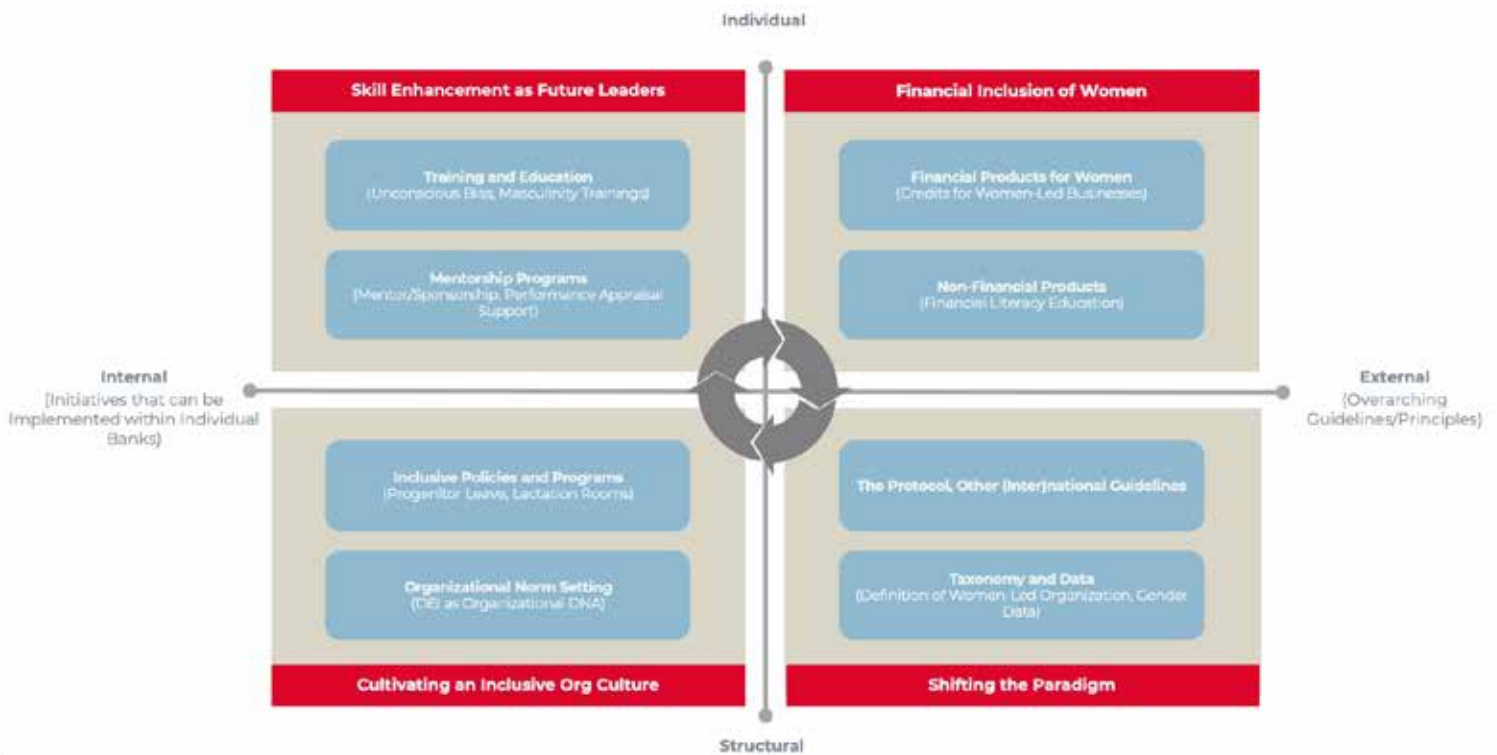 Individual
Skill Enhancement as Future Leaders
Financial Inclusion of Women
Training and Education
(Unconscious Bias, Masculinity Trainings)
Financial Products for Women
(Credits for Women-Led Businesses)
Mentorship Programs
(Mentor/Sponsorship, Performance Appraisal
Support)
Non-Financial Products
(Financial Literacy Education)
Internal
(Initiatives that can be
Implemented within Individual
Banks)
External
(Overarching
Guidelines/Principles)
Inclusive Policies and Programs
(Progenitor Leave, Lactation Rooms)
The Protocol, Other (Inter)national Guidelines
Organizational Norm Setting
(DEI as Organizational DNA)
Taxonomy and Data
(Definition of Women-Led Organization, Gender
Data)
Cultivating an Inclusive Org Culture
Shifting the Paradigm
Structural